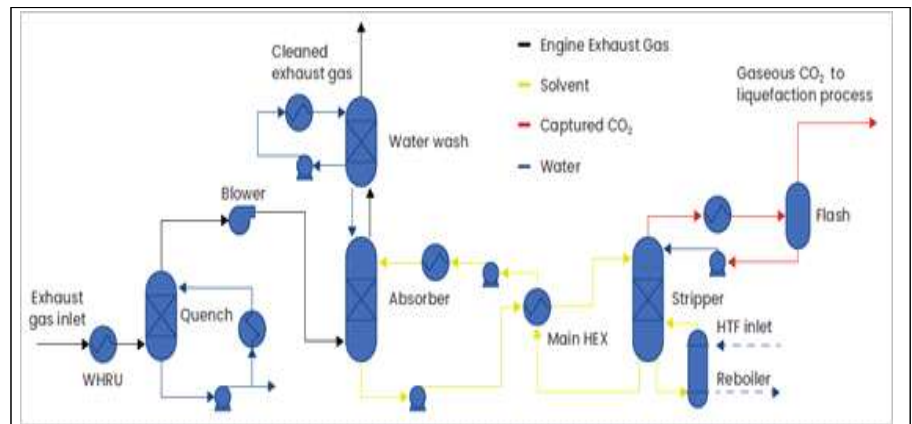 Cleaned
exhaust gas
Engine Exhaust Gas
Solvent
Captured CO₂
Water
Gaseous CO₂ to
liquefaction process
Water wash
Blower
Flash
Exhaust
gas inlet
Quench
Absorber
Stripper
WHRU
Main HEX
HTF inlet
Reboiler